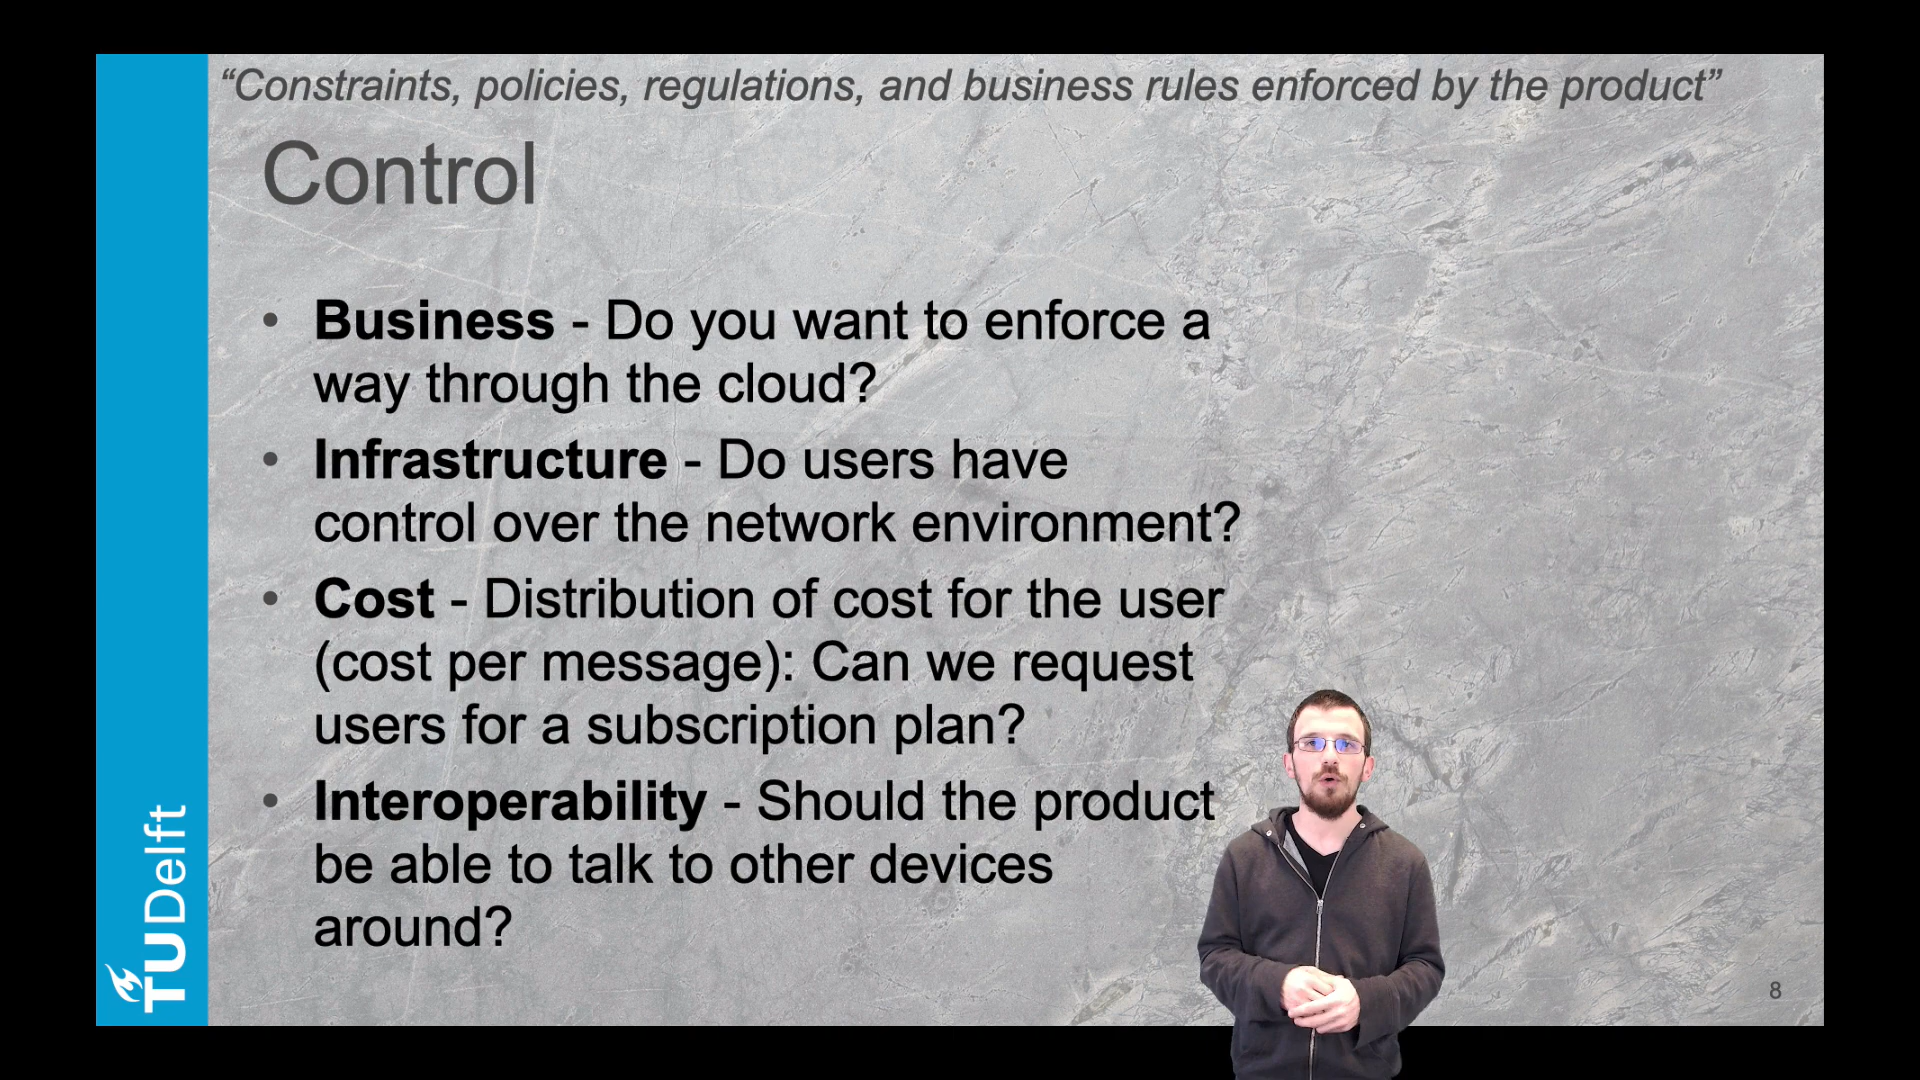 “Constraints, policies, regulations, and business rules enforced by the product”
Control
• Business - Do you want to enforce a
way through the cloud?
• Infrastructure - Do users have
control over the network environment?
• Cost - Distribution of cost for the user
(cost per message): Can we request
users for a subscription plan?
• Interoperability - Should the product
be able to talk to other devices
around?
TUDelft
8